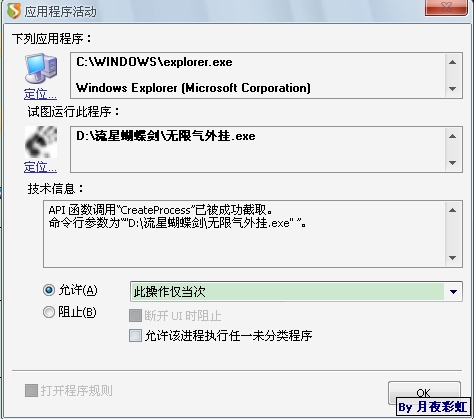 应用程序活动
下列应用程序：
C:\WINDOWS\explorer.exe
Windows Explorer (Microsoft Corporation)
定位...
试图运行此程序：
D:\流星蝴蝶剑\无限气外挂.exe
定位...
技术信息：
API 函数调用“CreateProcess”已被成功截取。
命令行参数为“"D:\流星蝴蝶剑\无限气外挂.exe" ”。
允许(A)
此操作仅当次
阻止(B)
断开 UI 时阻止
允许该进程执行任一未分类程序
打开程序规则
OK
By 月夜彩虹